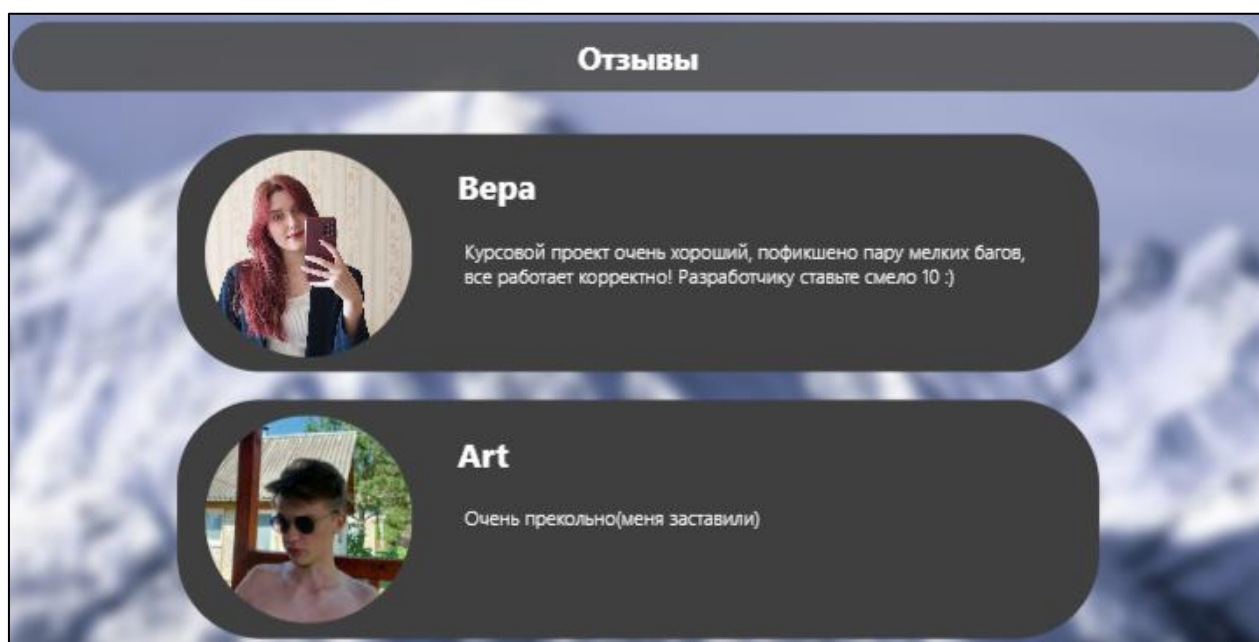 Отзывы
Вера
Курсовой проект очень хороший, пофикшено пару мелких багов,
все работает корректно! Разработчику ставьте смело 10 :)
Art
Очень прекольно(меня заставили)